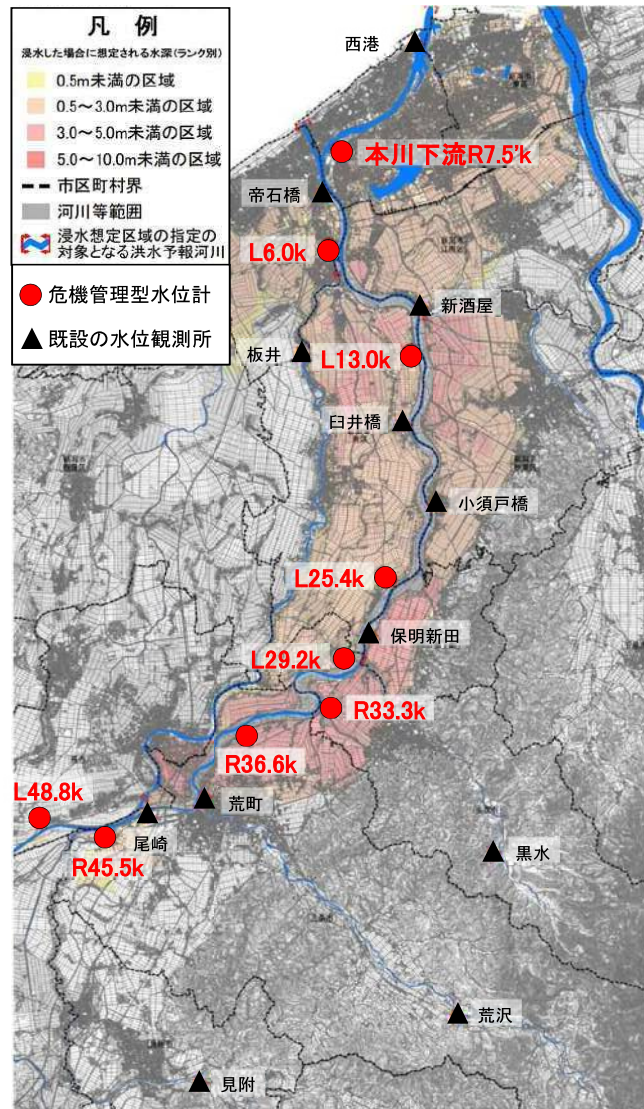 凡 例
浸水した場合に想定される水深(ランク別)
0.5m未満の区域
0.5～3.0m未満の区域
3.0～5.0m未満の区域
5.0～10.0m未満の区域
市区町村界
河川等範囲
浸水想定区域の指定の
対象となる洪水予報河川
危機管理型水位計
既設の水位観測所
西港
本川下流R7.5'k
帝石橋
L6.0k
新酒屋
板井
L13.0k
臼井橋
小須戸橋
L25.4k
保明新田
L29.2k
R33.3k
R36.6k
L48.8k
荒町
尾崎
R45.5k
黒水
荒沢
見附